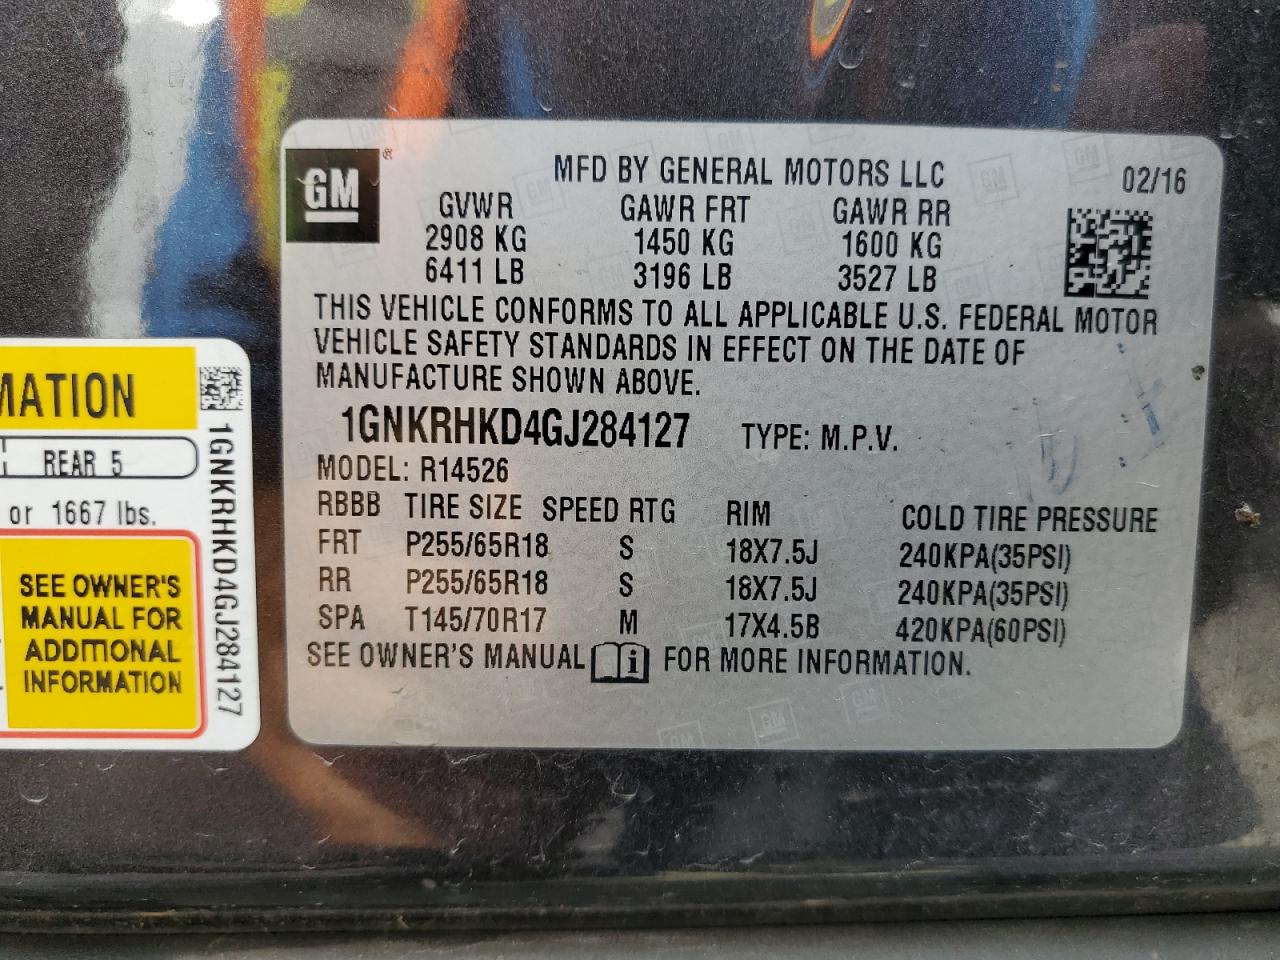 GM
MFD BY GENERAL MOTORS LLC
02/16
GVWR GAWR FRT GAWR RR
2908 KG 1450 KG 1600 KG
6411 LB 3196 LB 3527 LB
THIS VEHICLE CONFORMS TO ALL APPLICABLE U.S. FEDERAL MOTOR
VEHICLE SAFETY STANDARDS IN EFFECT ON THE DATE OF
MANUFACTURE SHOWN ABOVE.
1GNKRHKD4GJ284127 TYPE: M.P.V.
MODEL: R14526
RBBB TIRE SIZE SPEED RTG RIM COLD TIRE PRESSURE
FRT P255/65R18 S 18X7.5J 240KPA(35PSI)
RR P255/65R18 S 18X7.5J 240KPA(35PSI)
SPA T145/70R17 M 17X4.5B 420KPA(60PSI)
SEE OWNER'S MANUAL i FOR MORE INFORMATION.
MATION
REAR 5
or 1667 lbs.
SEE OWNER'S
MANUAL FOR
ADDITIONAL
INFORMATION
1GNKRHKD4GJ284127